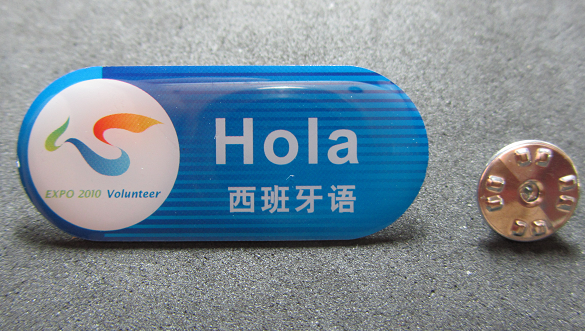 Hola
西班牙语
EXPO 2010 Volunteer